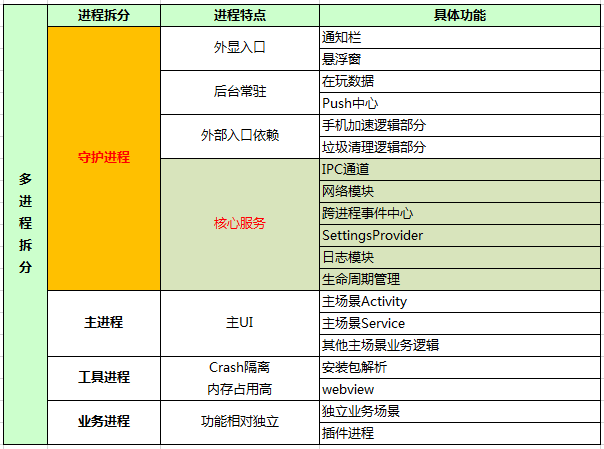 多进程拆分
进程拆分
进程特点
具体功能
守护进程
外显入口
通知栏
悬浮窗
后台常驻
在玩数据
Push中心
外部入口依赖
手机加速逻辑部分
垃圾清理逻辑部分
核心服务
IPC通道
网络模块
跨进程事件中心
SettingsProvider
日志模块
生命周期管理
主进程
主UI
主场景Activity
主场景Service
其他主场景业务逻辑
工具进程
Crash隔离
内存占用高
安装包解析
webview
业务进程
功能相对独立
独立业务场景
插件进程